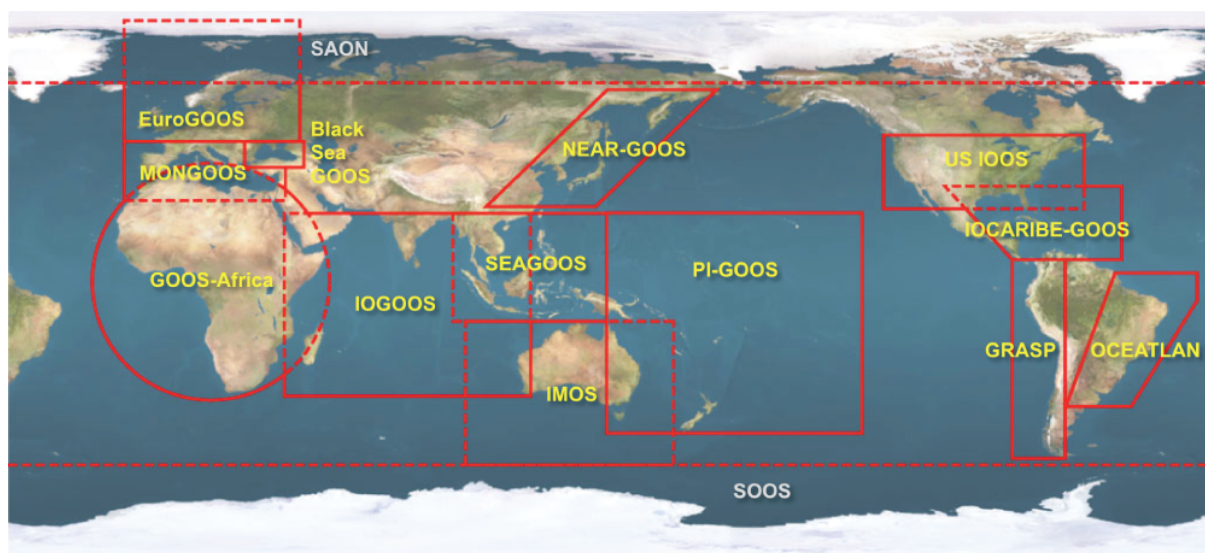 SAON
EuroGOOS
Black
Sea
GOOS
NEAR-GOOS
US IOOS
MONGOOS
IOCARIBE-GOOS
GOOS-Africa
SEAGOOS
PI-GOOS
IOGOOS
GRASP
OCEATLAN
IMOS
SOOS